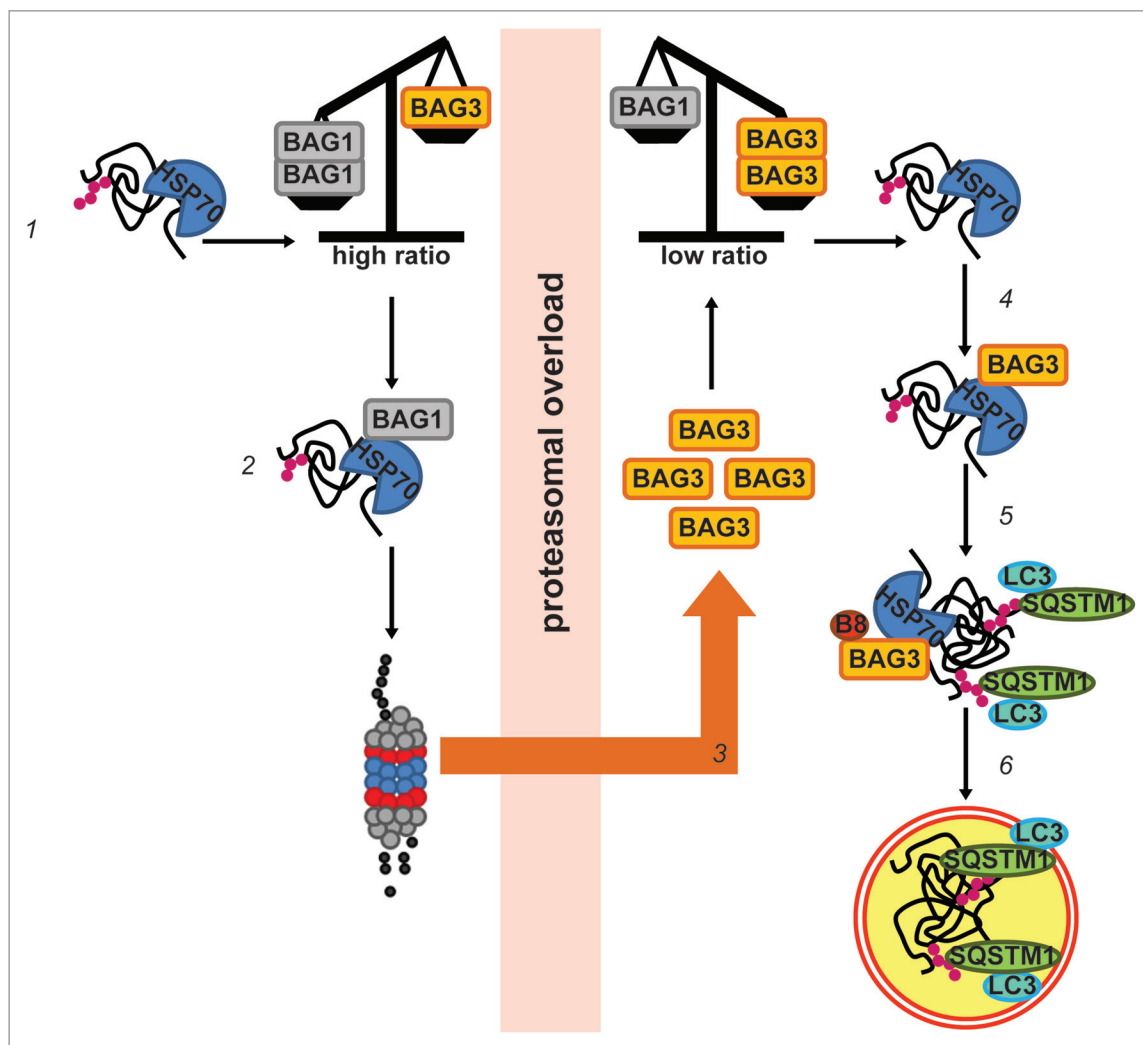 1
HSP70
BAG1
BAG1
BAG3
high ratio
2
BAG1
HSP70
proteasomal overload
BAG1
BAG3
BAG3
low ratio
BAG3
BAG3
BAG3
BAG3
3
HSP70
4
BAG3
HSP70
5
LC3
SQSTM1
HSP70
B8
BAG3
SQSTM1
LC3
6
LC3
SQSTM1
SQSTM1
LC3